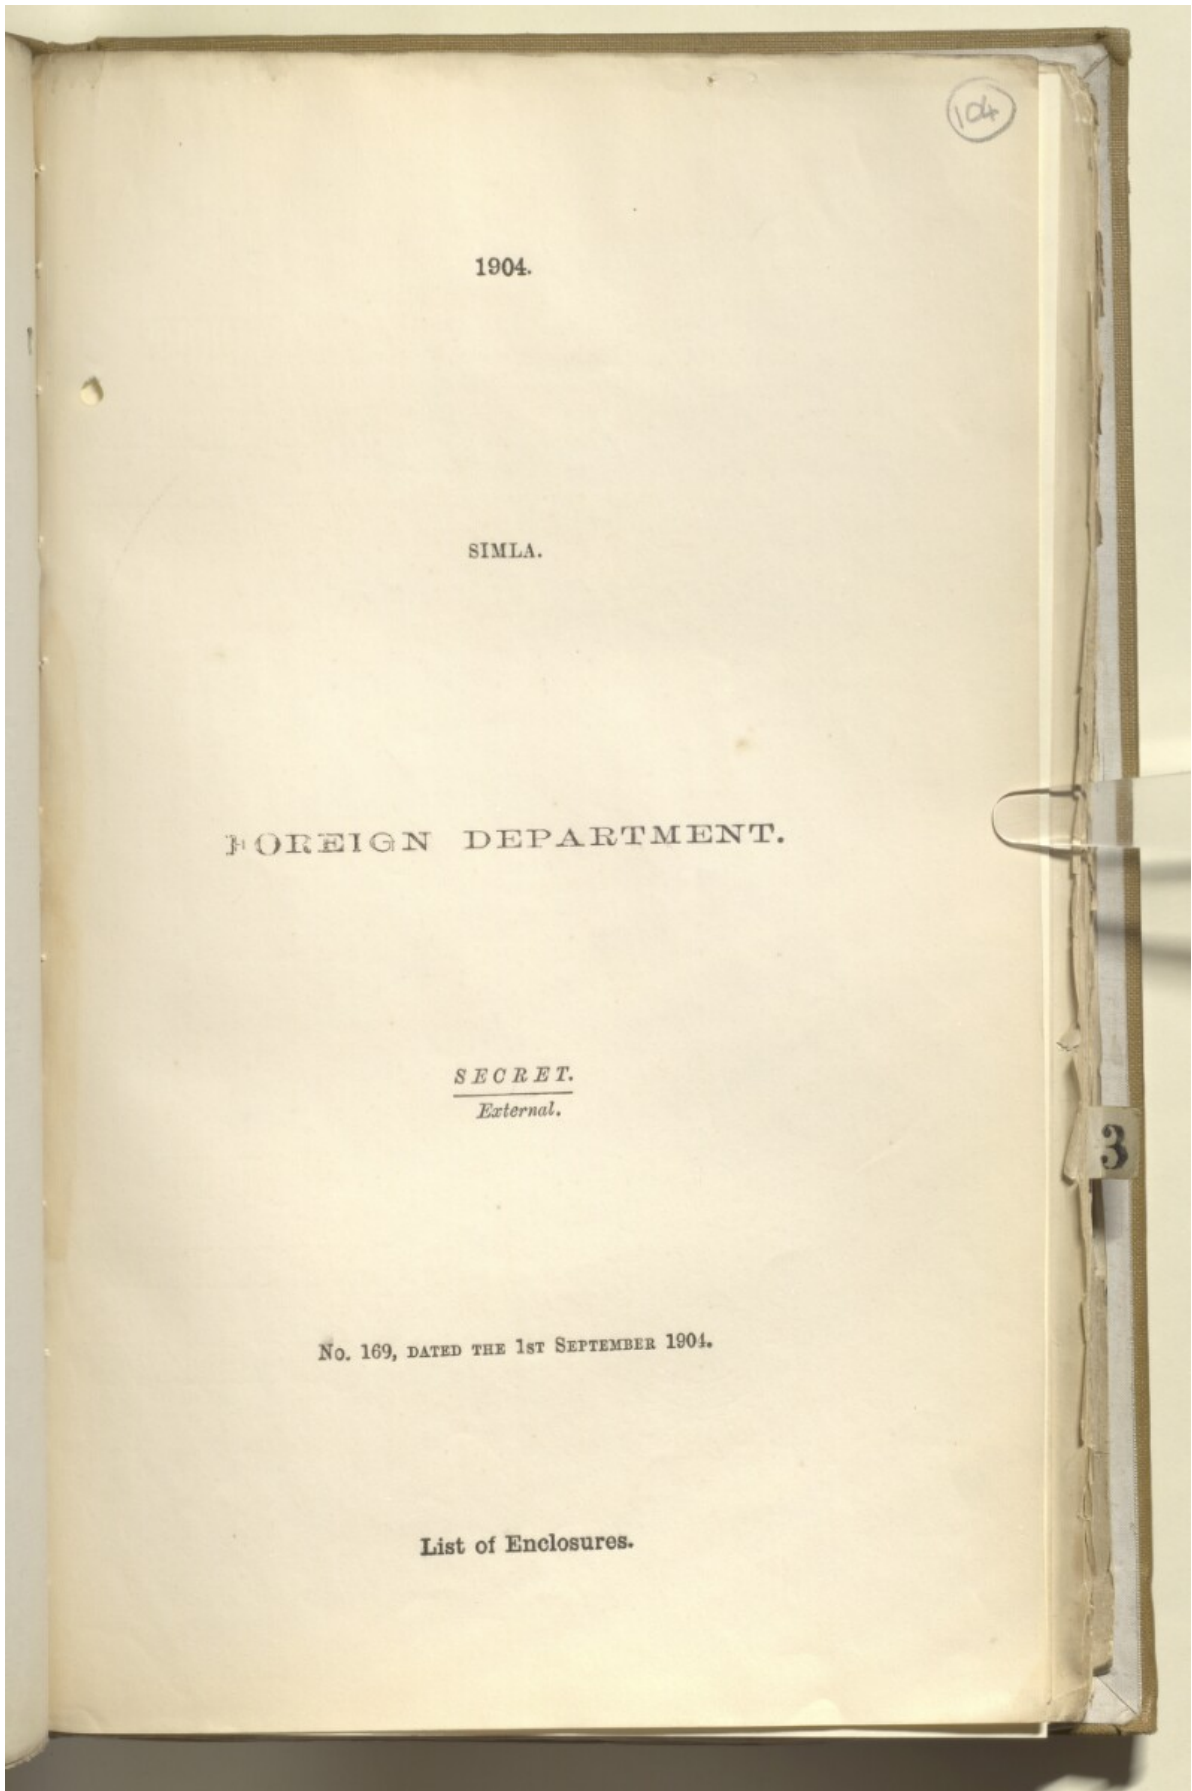 104
1904.
SIMLA.
FOREIGN DEPARTMENT.
SECRET.
External.
3
No. 169, DATED THE 1ST SEPTEMBER 1904.
List of Enclosures.